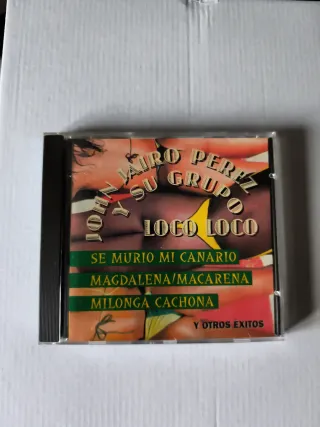 JOHN JAIRO PEREZ
Y SU GRUPO
LOCO LOCO
SE MURIO MI CANARIO
MAGDALENA/MACARENA
MILONGA CACHONA
Y OTROS EXITOS